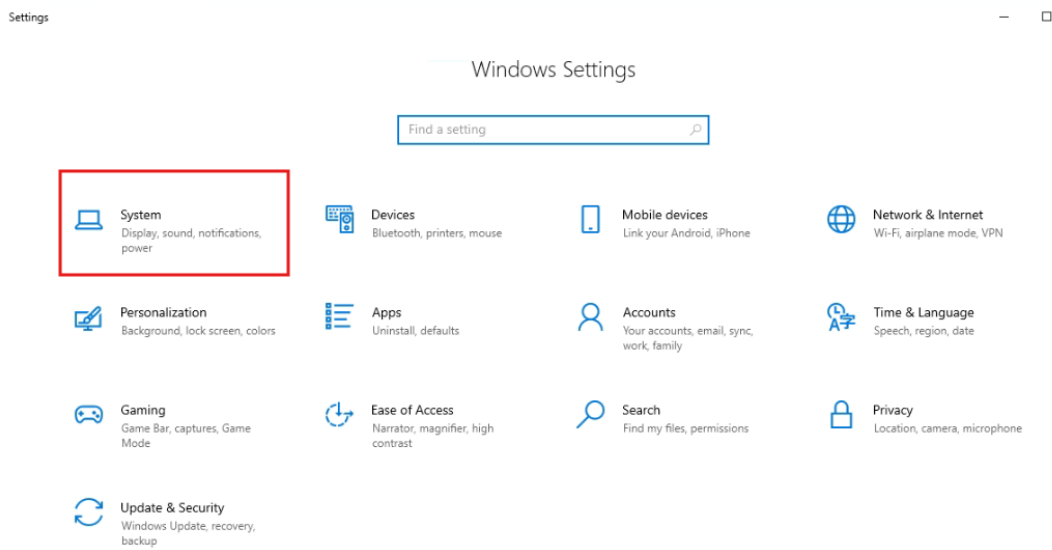 Settings
Windows Settings
Find a setting
System
Display, sound, notifications,
power
Devices
Bluetooth, printers, mouse
Mobile devices
Link your Android, iPhone
Network & Internet
Wi-Fi, airplane mode, VPN
Personalization
Background, lock screen, colors
Apps
Uninstall, defaults
Accounts
Your accounts, email, sync,
work, family
Time & Language
Speech, region, date
Gaming
Game Bar, captures, Game
Mode
Ease of Access
Narrator, magnifier, high
contrast
Search
Find my files, permissions
Privacy
Location, camera, microphone
Update & Security
Windows Update, recovery,
backup